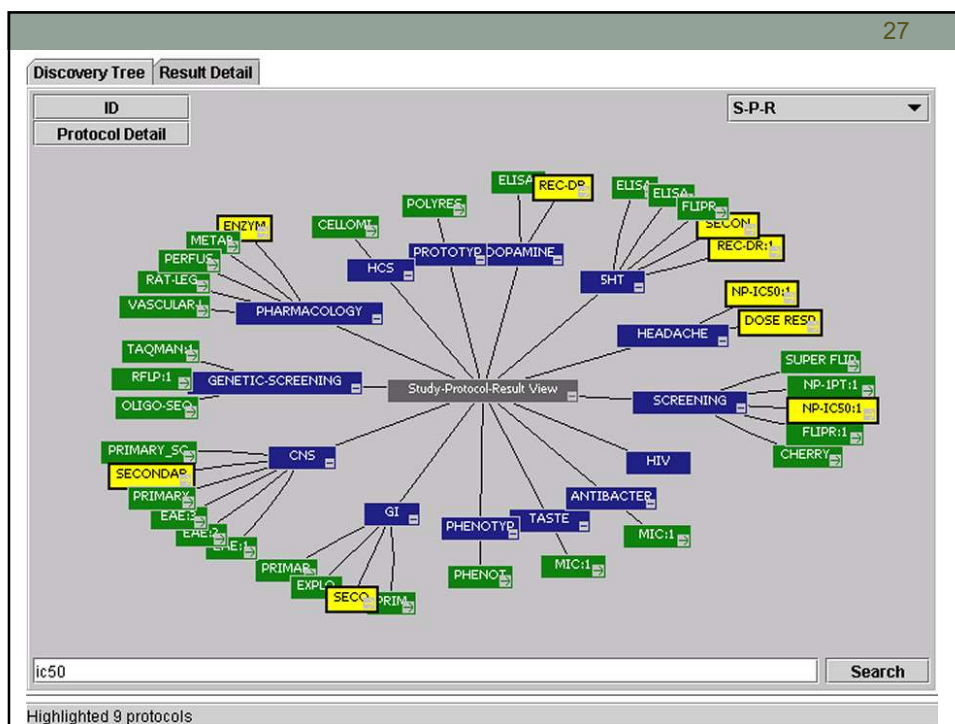 27
Discovery Tree Result Detail
ID
Protocol Detail
S-P-R
ELISA
REC-DR
ELISA
ELISA
FLIPR
SECON
REC-DR:1
POLYRES
CELLOMI
ENZYM
METAB
PERFUS
RAT-LEG
VASCULAR-L
PROTOTYP
DOPAMINE
HCS
5HT
PHARMACOLOGY
NP-IC50:1
DOSE RESP
HEADACHE
TAQMAN:1
RFLP:1
OLIGO-SEQ
GENETIC-SCREENING
Study-Protocol-Result View
SCREENING
SUPER FLIP
NP-1PT:1
NP-IC50:1
FLIPR:1
CHERRY
PRIMARY_SC
SECONDAR
PRIMARY
EAE:3
EAE:2
EAE:1
CNS
HIV
ANTIBACTER
GI
PHENOTYP
TASTE
MIC:1
MIC:1
PHENOT
PRIMAR
EXPLO
SECO
PRIM
ic50
Search
Highlighted 9 protocols